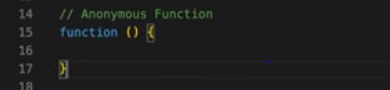 14 // Anonymous Function
15 function () {
16
17 }
18